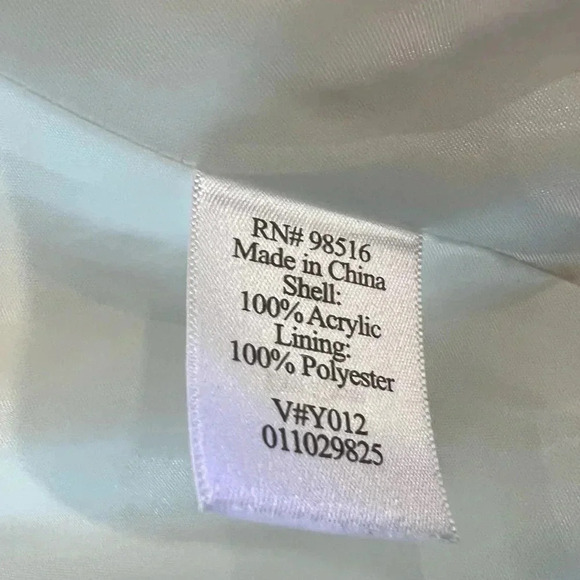 RN# 98516
Made in China
Shell:
100% Acrylic
Lining:
100% Polyester
V#Y012
011029825